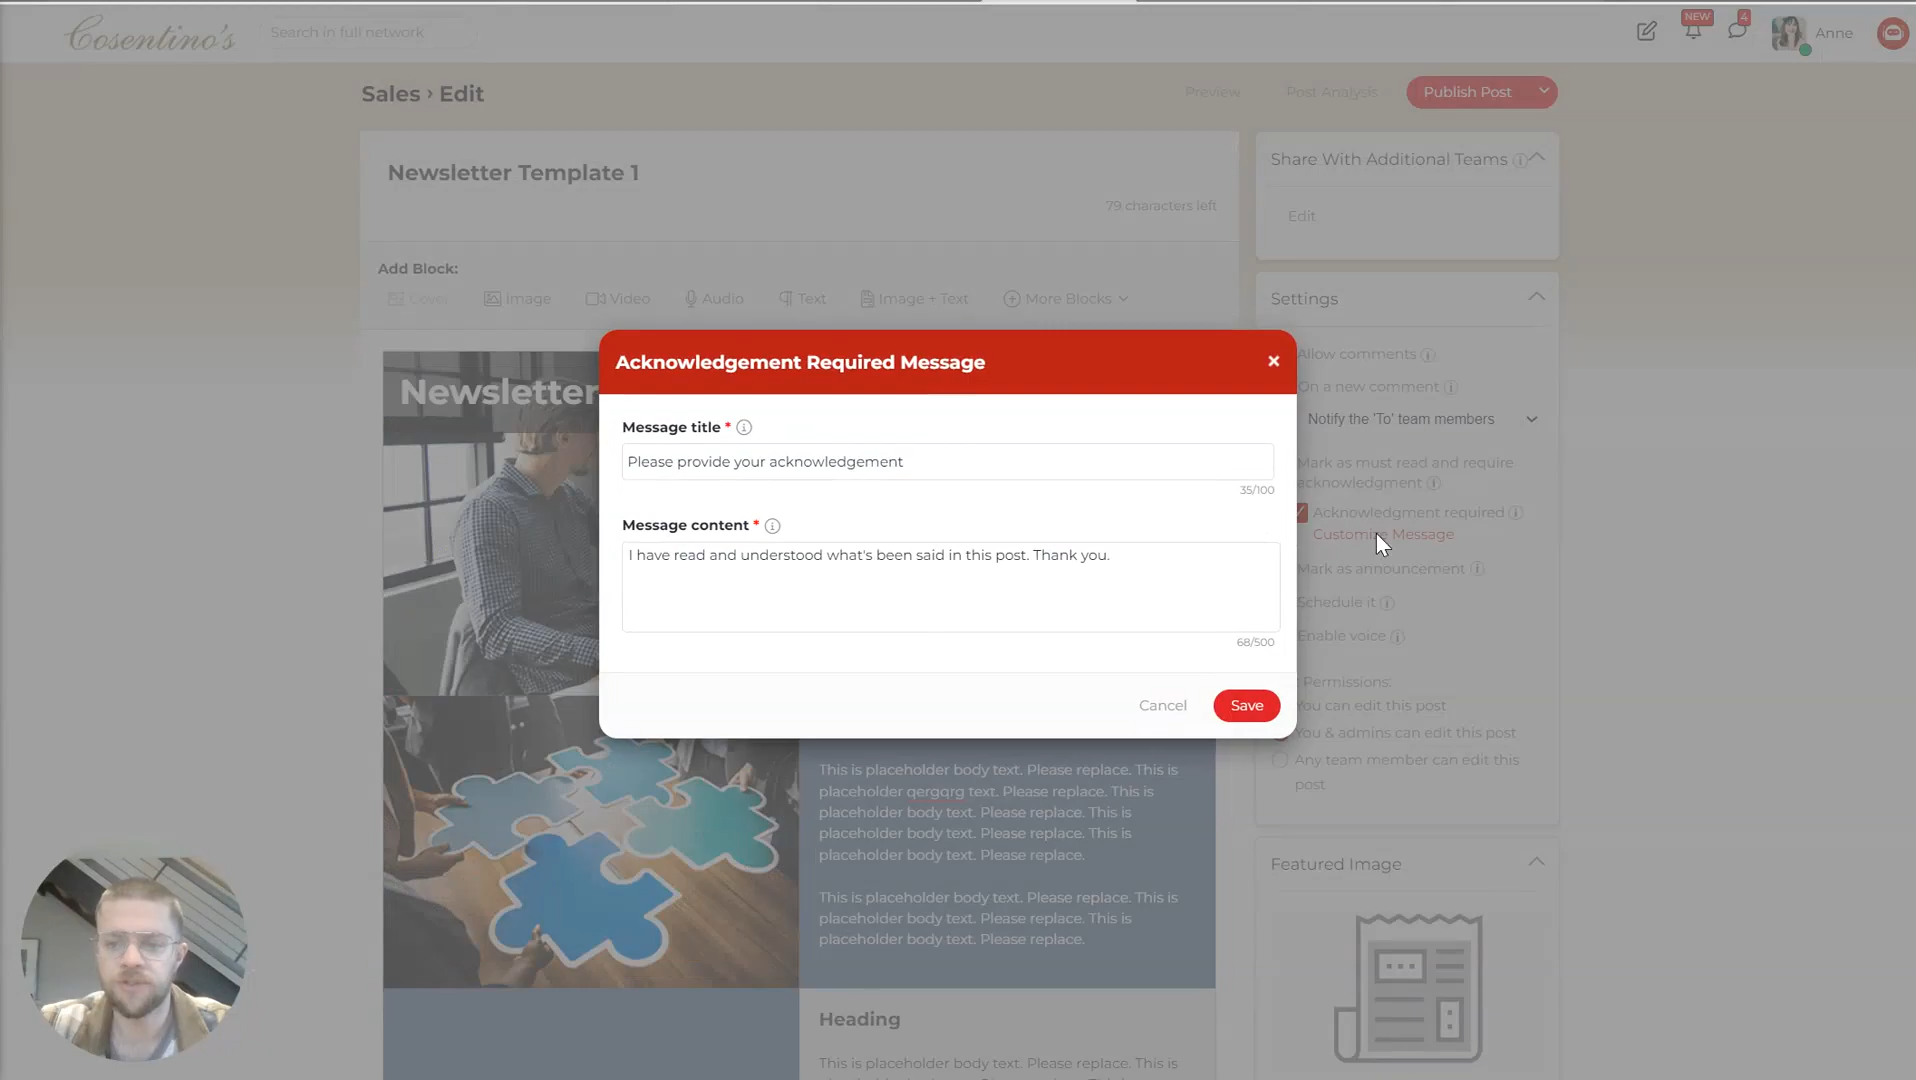 Cosentino's
Search in full network
NEW
4
Anne
Sales › Edit
Preview
Post Analysis
Publish Post
Newsletter Template 1
79 characters left
Add Block:
Cover
Image
Video
Audio
Text
Image + Text
More Blocks
Newsletter
Share With Additional Teams
Edit
Settings
Allow comments
On a new comment
Notify the 'To' team members
Mark as must read and require
acknowledgment
Acknowledgment required
Customize Message
Mark as announcement
Schedule it
Enable voice
Permissions:
You can edit this post
You & admins can edit this post
Any team member can edit this
post
Featured Image
Acknowledgement Required Message
Message title *
Please provide your acknowledgement
35/100
Message content *
I have read and understood what's been said in this post. Thank you.
68/500
Cancel
Save
This is placeholder body text. Please replace. This is
placeholder qergqrg text. Please replace. This is
placeholder body text. Please replace. This is
placeholder body text. Please replace. This is
placeholder body text. Please replace.
This is placeholder body text. Please replace. This is
placeholder body text. Please replace. This is
placeholder body text. Please replace.
Heading
This is placeholder body text. Please replace. This is